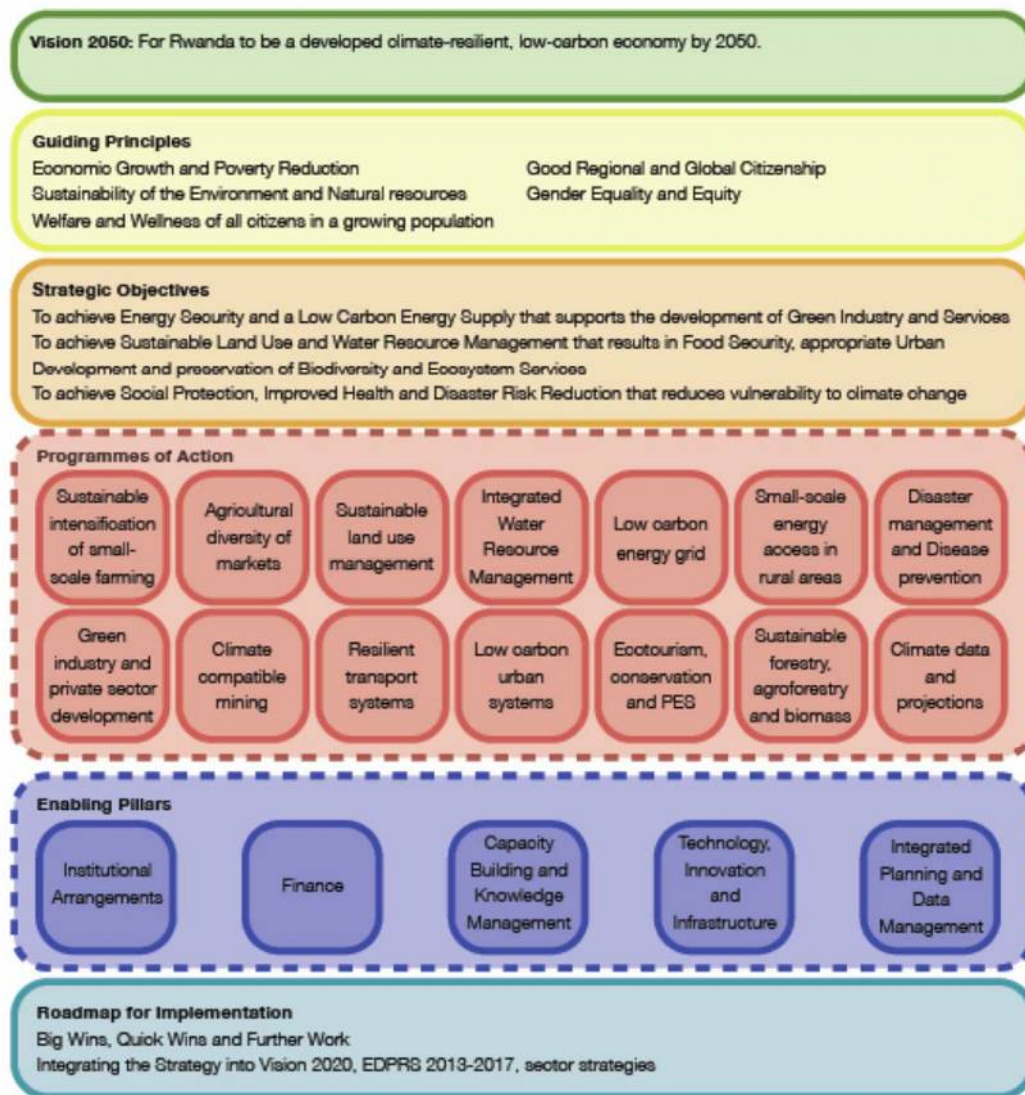 Vision 2050: For Rwanda to be a developed climate-resilient, low-carbon economy by 2050.
Guiding Principles
Economic Growth and Poverty Reduction
Sustainability of the Environment and Natural resources
Welfare and Wellness of all citizens in a growing population
Good Regional and Global Citizenship
Gender Equality and Equity
Strategic Objectives
To achieve Energy Security and a Low Carbon Energy Supply that supports the development of Green Industry and Services
To achieve Sustainable Land Use and Water Resource Management that results in Food Security, appropriate Urban
Development and preservation of Biodiversity and Ecosystem Services
To achieve Social Protection, Improved Health and Disaster Risk Reduction that reduces vulnerability to climate change
Programmes of Action
Sustainable
intensification
of small-
scale farming
Agricultural
diversity of
markets
Sustainable
land use
management
Integrated
Water
Resource
Management
Low carbon
energy grid
Small-scale
energy
access in
rural areas
Disaster
management
and Disease
prevention
Green
industry and
private sector
development
Climate
compatible
mining
Resilient
transport
systems
Low carbon
urban
systems
Ecotourism,
conservation
and PES
Sustainable
forestry,
agroforestry
and biomass
Climate data
and
projections
Enabling Pillars
Institutional
Arrangements
Finance
Capacity
Building and
Knowledge
Management
Technology,
Innovation
and
Infrastructure
Integrated
Planning and
Data
Management
Roadmap for Implementation
Big Wins, Quick Wins and Further Work
Integrating the Strategy into Vision 2020, EDPRS 2013-2017, sector strategies